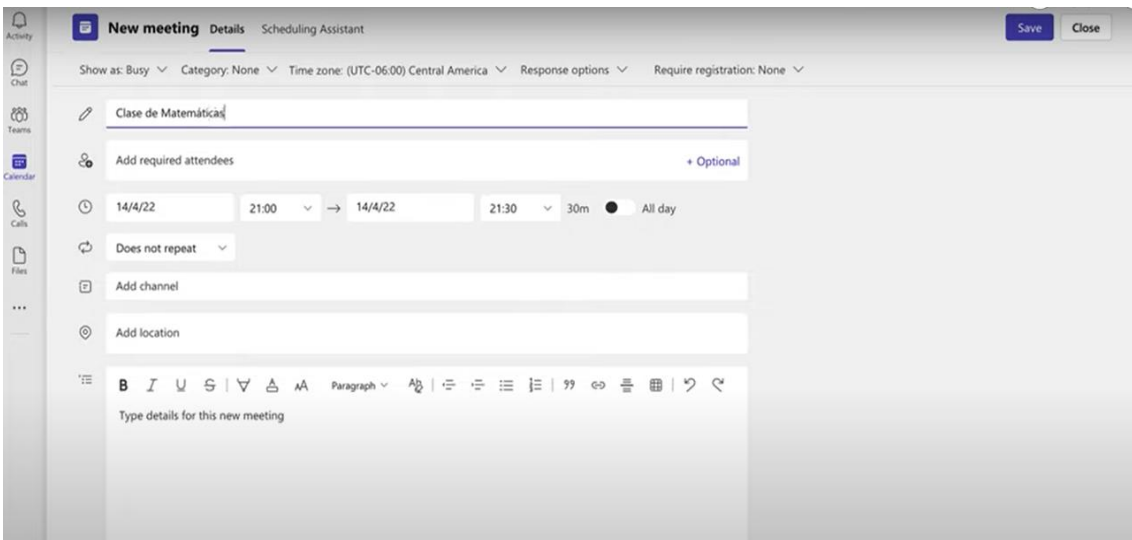 Activity
Chat
Teams
Calendar
Calls
Files
New meeting Details Scheduling Assistant Save Close
Show as: Busy Category: None Time zone: (UTC-06:00) Central America Response options Require registration: None
Clase de Matemáticas
Add required attendees + Optional
14/4/22 21:00 → 14/4/22 21:30 30m All day
Does not repeat
Add channel
Add location
B I U S A AA Paragraph
Type details for this new meeting